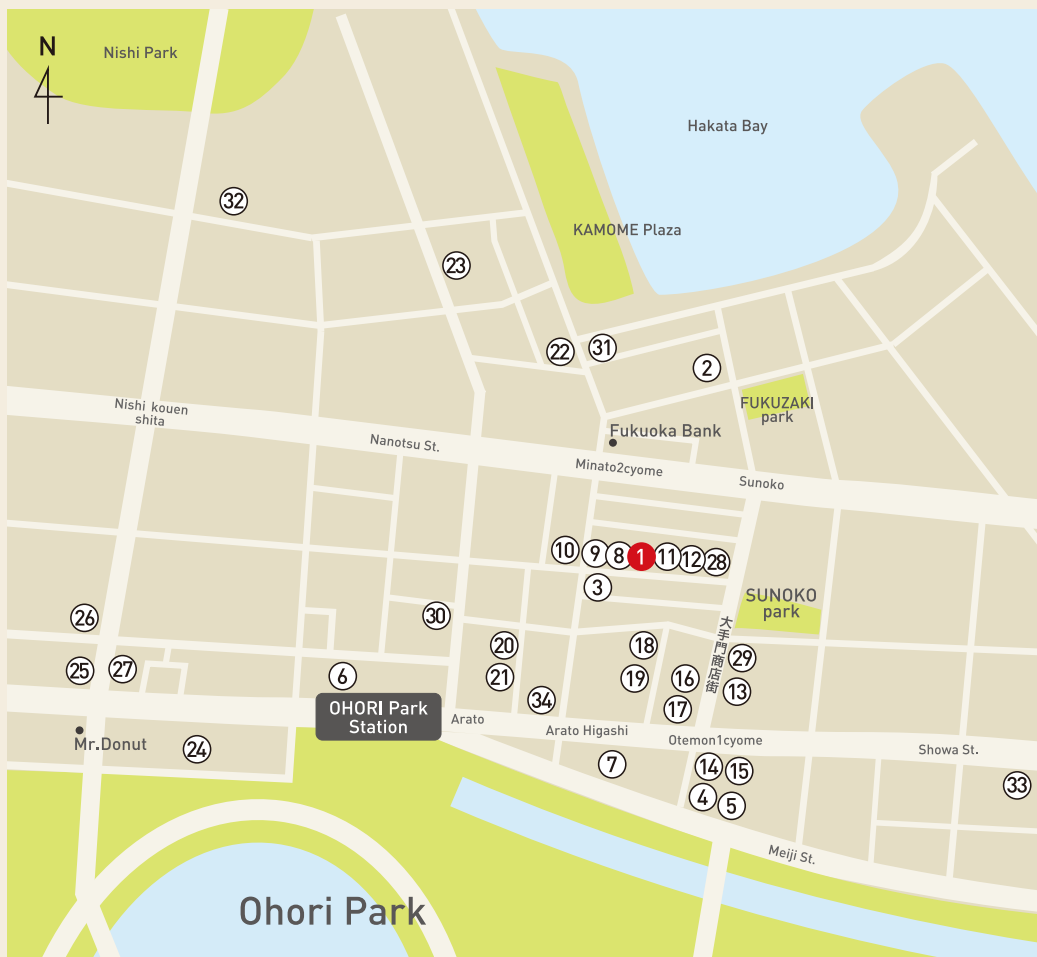 N
Nishi Park
Hakata Bay
32
KAMOME Plaza
23
22
31
2
Nishi kouen
shita
FUKUZAKI
park
Fukuoka Bank
Nanotsu St.
Minato2cyome
Sunoko
10
9
8
1
11
12
28
3
SUNOKO
park
26
30
大手門商店街
20
18
29
25
27
6
21
19
16
13
34
17
OHORI Park
Station
Arato
Arato Higashi
Otemon1cyome
Showa St.
Mr.Donut
24
7
14
15
33
4
5
Meiji St.
Ohori Park